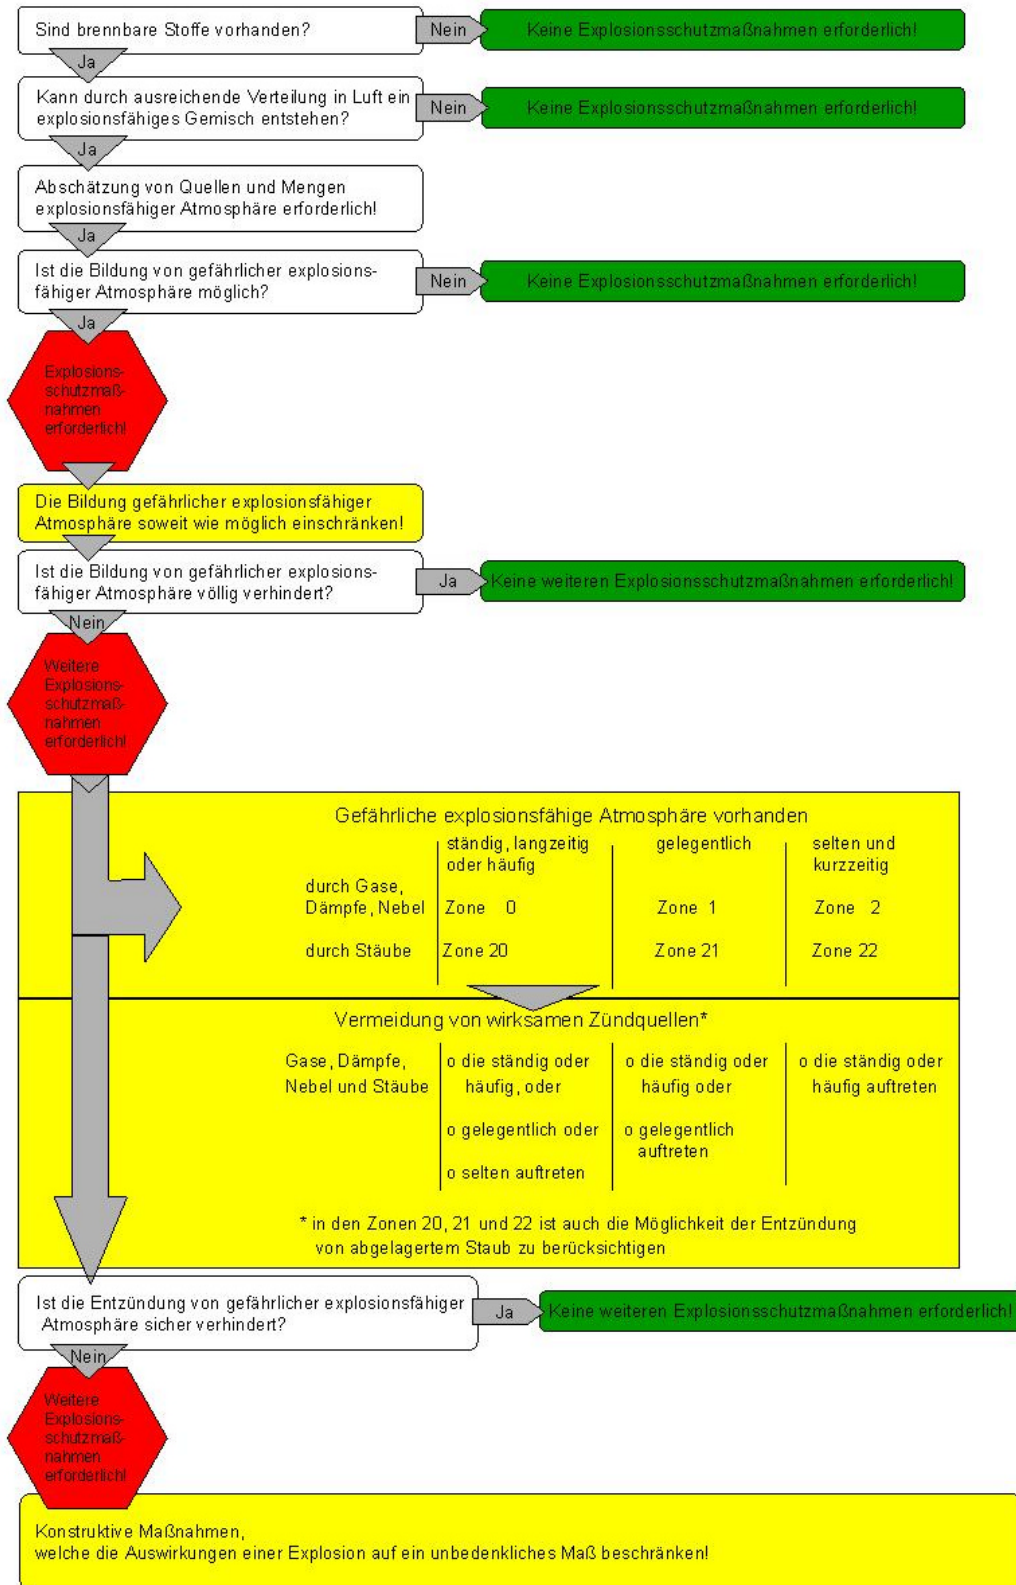 Sind brennbare Stoffe vorhanden?
Nein
Keine Explosionsschutzmaßnahmen erforderlich!
Ja
Kann durch ausreichende Verteilung in Luft ein
explosionsfähiges Gemisch entstehen?
Nein
Keine Explosionsschutzmaßnahmen erforderlich!
Ja
Abschätzung von Quellen und Mengen
explosionsfähiger Atmosphäre erforderlich!
Ja
Ist die Bildung von gefährlicher explosions-
fähiger Atmosphäre möglich?
Nein
Keine Explosionsschutzmaßnahmen erforderlich!
Ja
Explosions-
schutzmaß-
nahmen
erforderlich!
Die Bildung gefährlicher explosionsfähiger
Atmosphäre soweit wie möglich einschränken!
Ist die Bildung von gefährlicher explosions-
fähiger Atmosphäre völlig verhindert?
Ja
Keine weiteren Explosionsschutzmaßnahmen erforderlich!
Nein
Weitere
Explosions-
schutzmaß-
nahmen
erforderlich!
Gefährliche explosionsfähige Atmosphäre vorhanden
ständig, langzeitig
oder häufig
gelegentlich
selten und
kurzzeitig
durch Gase,
Dämpfe, Nebel
Zone 0
Zone 1
Zone 2
durch Stäube
Zone 20
Zone 21
Zone 22
Vermeidung von wirksamen Zündquellen*
Gase, Dämpfe,
Nebel und Stäube
o die ständig oder
häufig, oder
o gelegentlich oder
o selten auftreten
o die ständig oder
häufig oder
o gelegentlich
auftreten
o die ständig oder
häufig auftreten
* in den Zonen 20, 21 und 22 ist auch die Möglichkeit der Entzündung
von abgelagertem Staub zu berücksichtigen
Ist die Entzündung von gefährlicher explosionsfähiger
Atmosphäre sicher verhindert?
Ja
Keine weiteren Explosionsschutzmaßnahmen erforderlich!
Nein
Weitere
Explosions-
schutzmaß-
nahmen
erforderlich!
Konstruktive Maßnahmen,
welche die Auswirkungen einer Explosion auf ein unbedenkliches Maß beschränken!